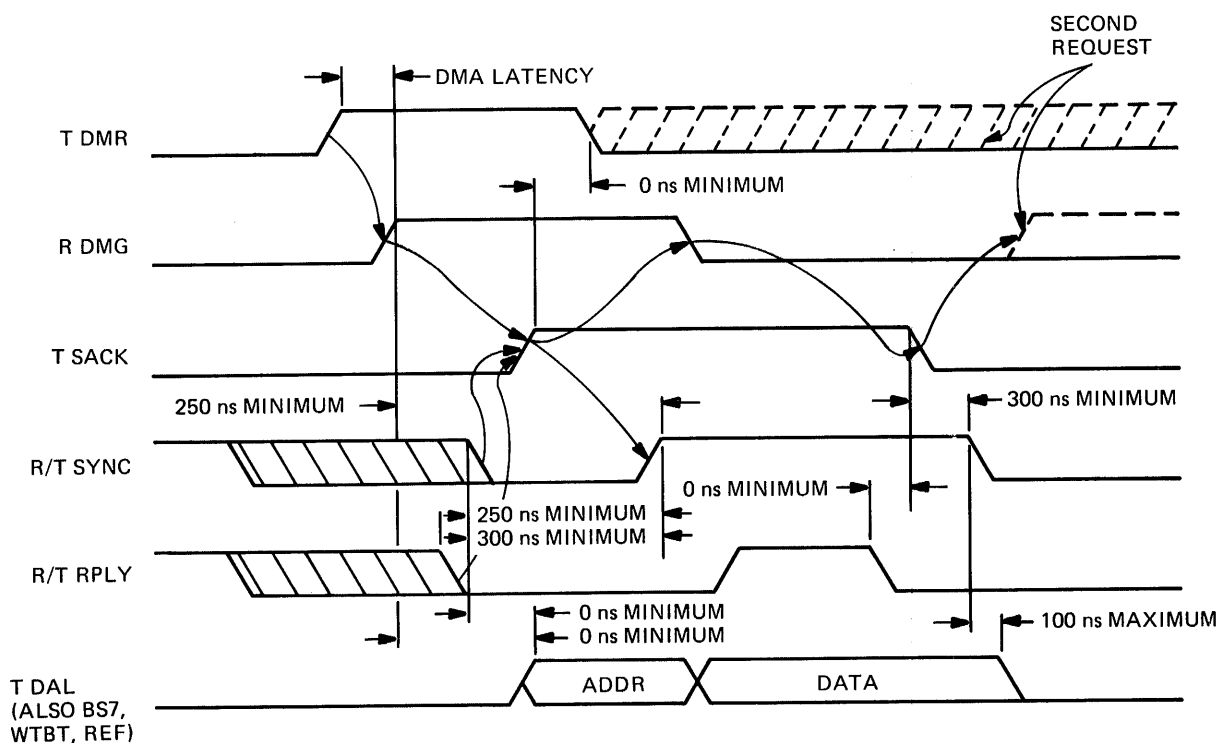 SECOND
REQUEST
DMA LATENCY
T DMR
0 ns MINIMUM
R DMG
T SACK
250 ns MINIMUM
300 ns MINIMUM
R/T SYNC
0 ns MINIMUM
250 ns MINIMUM
300 ns MINIMUM
R/T RPLY
0 ns MINIMUM
0 ns MINIMUM
100 ns MAXIMUM
T DAL
(ALSO BS7,
WTBT, REF)
ADDR
DATA